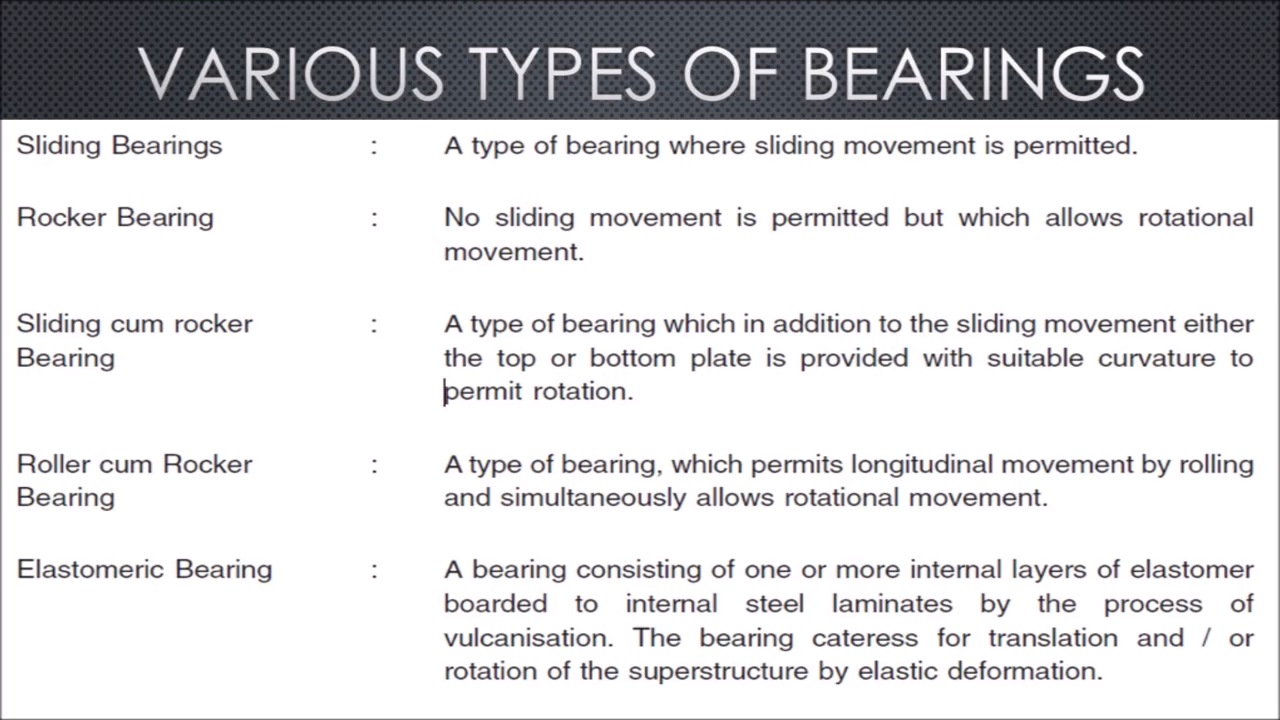 VARIOUS TYPES OF BEARINGS
Sliding Bearings : A type of bearing where sliding movement is permitted.
Rocker Bearing : No sliding movement is permitted but which allows rotational
movement.
Sliding cum rocker : A type of bearing which in addition to the sliding movement either
Bearing the top or bottom plate is provided with suitable curvature to
permit rotation.
Roller cum Rocker : A type of bearing, which permits longitudinal movement by rolling
Bearing and simultaneously allows rotational movement.
Elastomeric Bearing : A bearing consisting of one or more internal layers of elastomer
boarded to internal steel laminates by the process of
vulcanisation. The bearing cateress for translation and / or
rotation of the superstructure by elastic deformation.